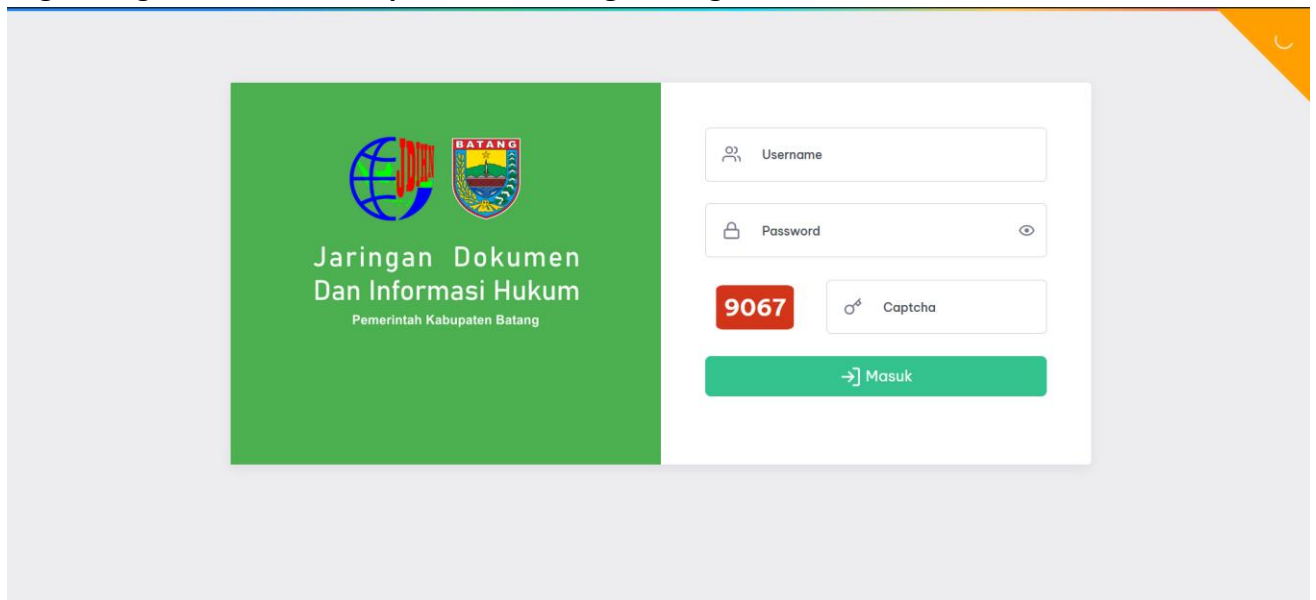 JDIHN
BATANG
Jaringan Dokumen
Dan Informasi Hukum
Pemerintah Kabupaten Batang
Username
Password
9067
Captcha
Masuk